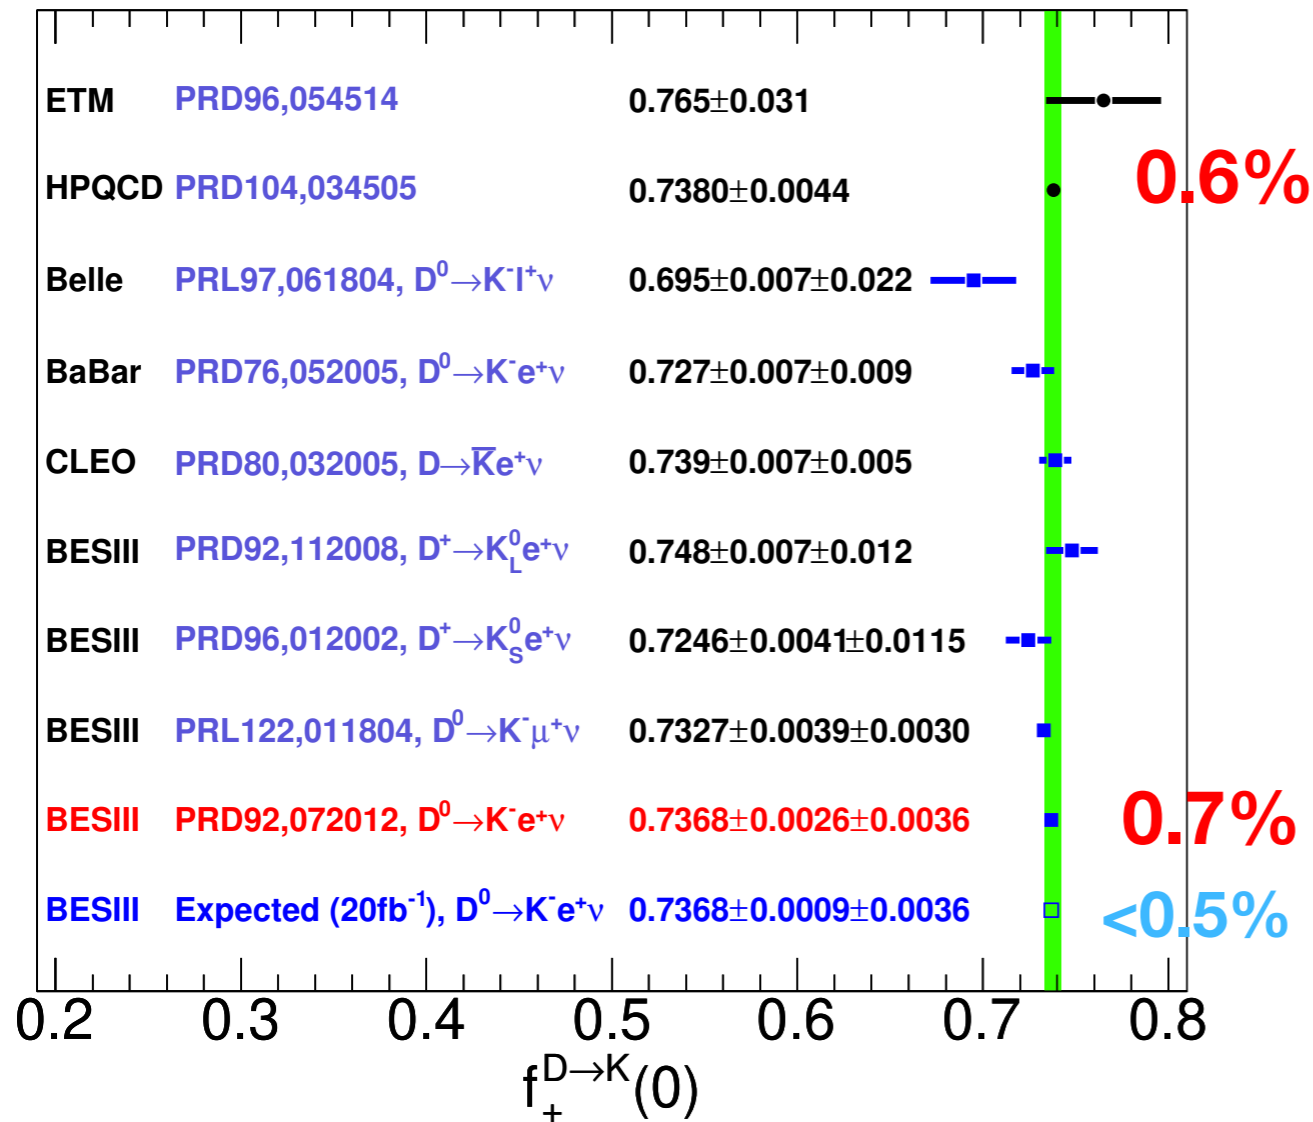 ETM PRD96,054514 0.765±0.031
0.6%
HPQCD PRD104,034505 0.7380±0.0044
Belle PRL97,061804, D⁰→K⁻l⁺ν 0.695±0.007±0.022
BaBar PRD76,052005, D⁰→K⁻e⁺ν 0.727±0.007±0.009
CLEO PRD80,032005, D→K̅e⁺ν 0.739±0.007±0.005
BESIII PRD92,112008, D⁺→K⁰_L e⁺ν 0.748±0.007±0.012
BESIII PRD96,012002, D⁺→K⁰_S e⁺ν 0.7246±0.0041±0.0115
BESIII PRL122,011804, D⁰→K⁻μ⁺ν 0.7327±0.0039±0.0030
BESIII PRD92,072012, D⁰→K⁻e⁺ν 0.7368±0.0026±0.0036 0.7%
BESIII Expected (20fb⁻¹), D⁰→K⁻e⁺ν 0.7368±0.0009±0.0036 <0.5%
0.2 0.3 0.4 0.5 0.6 0.7 0.8
f₊^{D→K}(0)